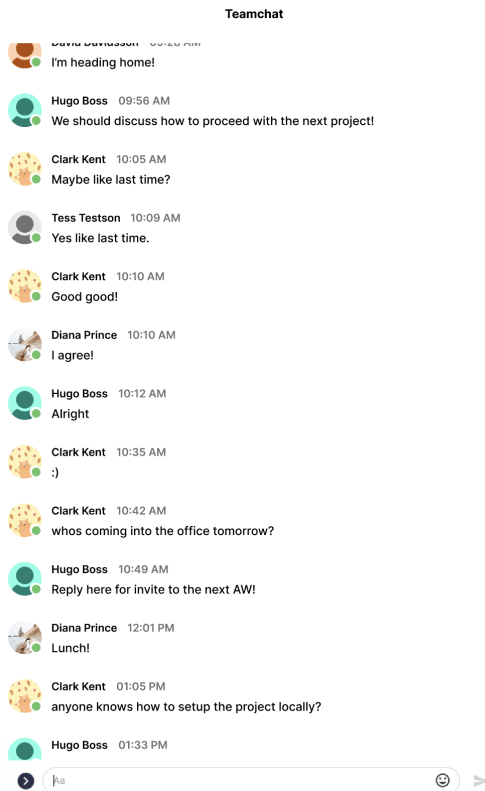 Teamchat
David Davidsson 09:28 AM
I'm heading home!
Hugo Boss 09:56 AM
We should discuss how to proceed with the next project!
Clark Kent 10:05 AM
Maybe like last time?
Tess Testson 10:09 AM
Yes like last time.
Clark Kent 10:10 AM
Good good!
Diana Prince 10:10 AM
I agree!
Hugo Boss 10:12 AM
Alright
Clark Kent 10:35 AM
:)
Clark Kent 10:42 AM
whos coming into the office tomorrow?
Hugo Boss 10:49 AM
Reply here for invite to the next AW!
Diana Prince 12:01 PM
Lunch!
Clark Kent 01:05 PM
anyone knows how to setup the project locally?
Hugo Boss 01:33 PM
Aa